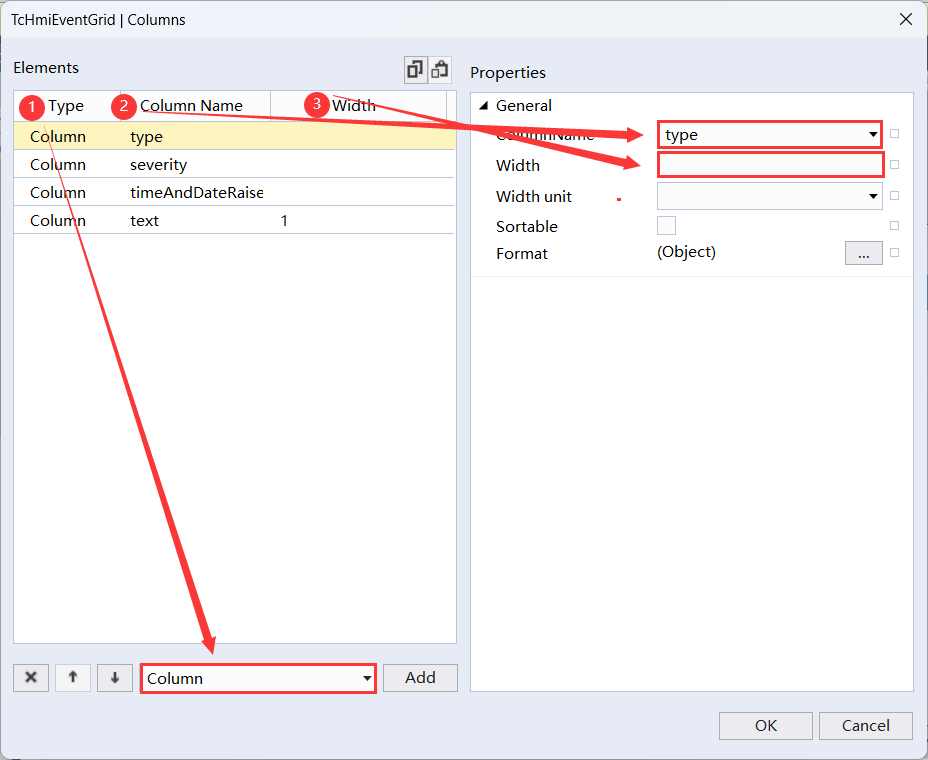 TcHmiEventGrid | Columns
Elements
Properties
1 Type 2 Column Name 3 Width
Column type
Column severity
Column timeAndDateRaise
Column text 1
General
ColumnName type
Width
Width unit
Sortable
Format (Object) ...
Column Add
OK Cancel